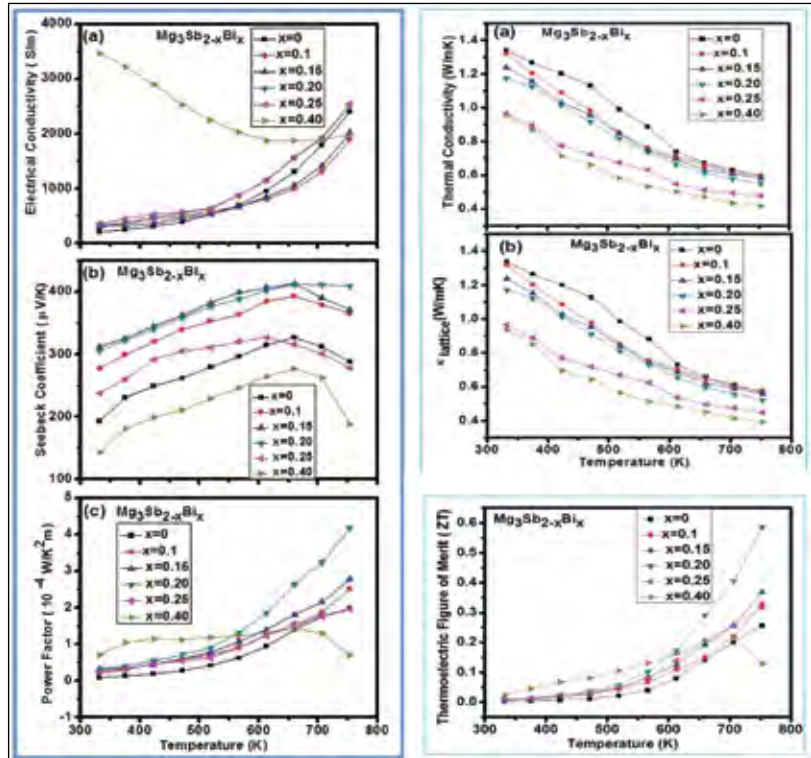 (a) Mg3Sb2-xBix
Electrical Conductivity ( S/m)
4000
3000
2000
1000
0
x=0
x=0.1
x=0.15
x=0.20
x=0.25
x=0.40
(b) Mg3Sb2-xBix
Seebeck Coefficient ( μV/K)
400
300
200
100
x=0
x=0.1
x=0.15
x=0.20
x=0.25
x=0.40
(c) Mg3Sb2-xBix
Power Factor ( 10-4 W/K2m)
5
4
3
2
1
0
-1
x=0
x=0.1
x=0.15
x=0.20
x=0.25
x=0.40
300 400 500 600 700 800
Temperature (K)
(a) Mg3Sb2-xBix
Thermal Conductivity (W/mK)
1.4
1.2
1.0
0.8
0.6
0.4
x=0
x=0.1
x=0.15
x=0.20
x=0.25
x=0.40
(b) Mg3Sb2-xBix
κ lattice(W/mK)
1.4
1.2
1.0
0.8
0.6
0.4
x=0
x=0.1
x=0.15
x=0.20
x=0.25
x=0.40
300 400 500 600 700 800
Temperature (K)
Mg3Sb2-xBix
Thermoelectric Figure of Merit ( ZT)
0.6
0.5
0.4
0.3
0.2
0.1
0.0
x=0
x=0.1
x=0.15
x=0.20
x=0.25
x=0.40
300 400 500 600 700 800
Temperature (K)